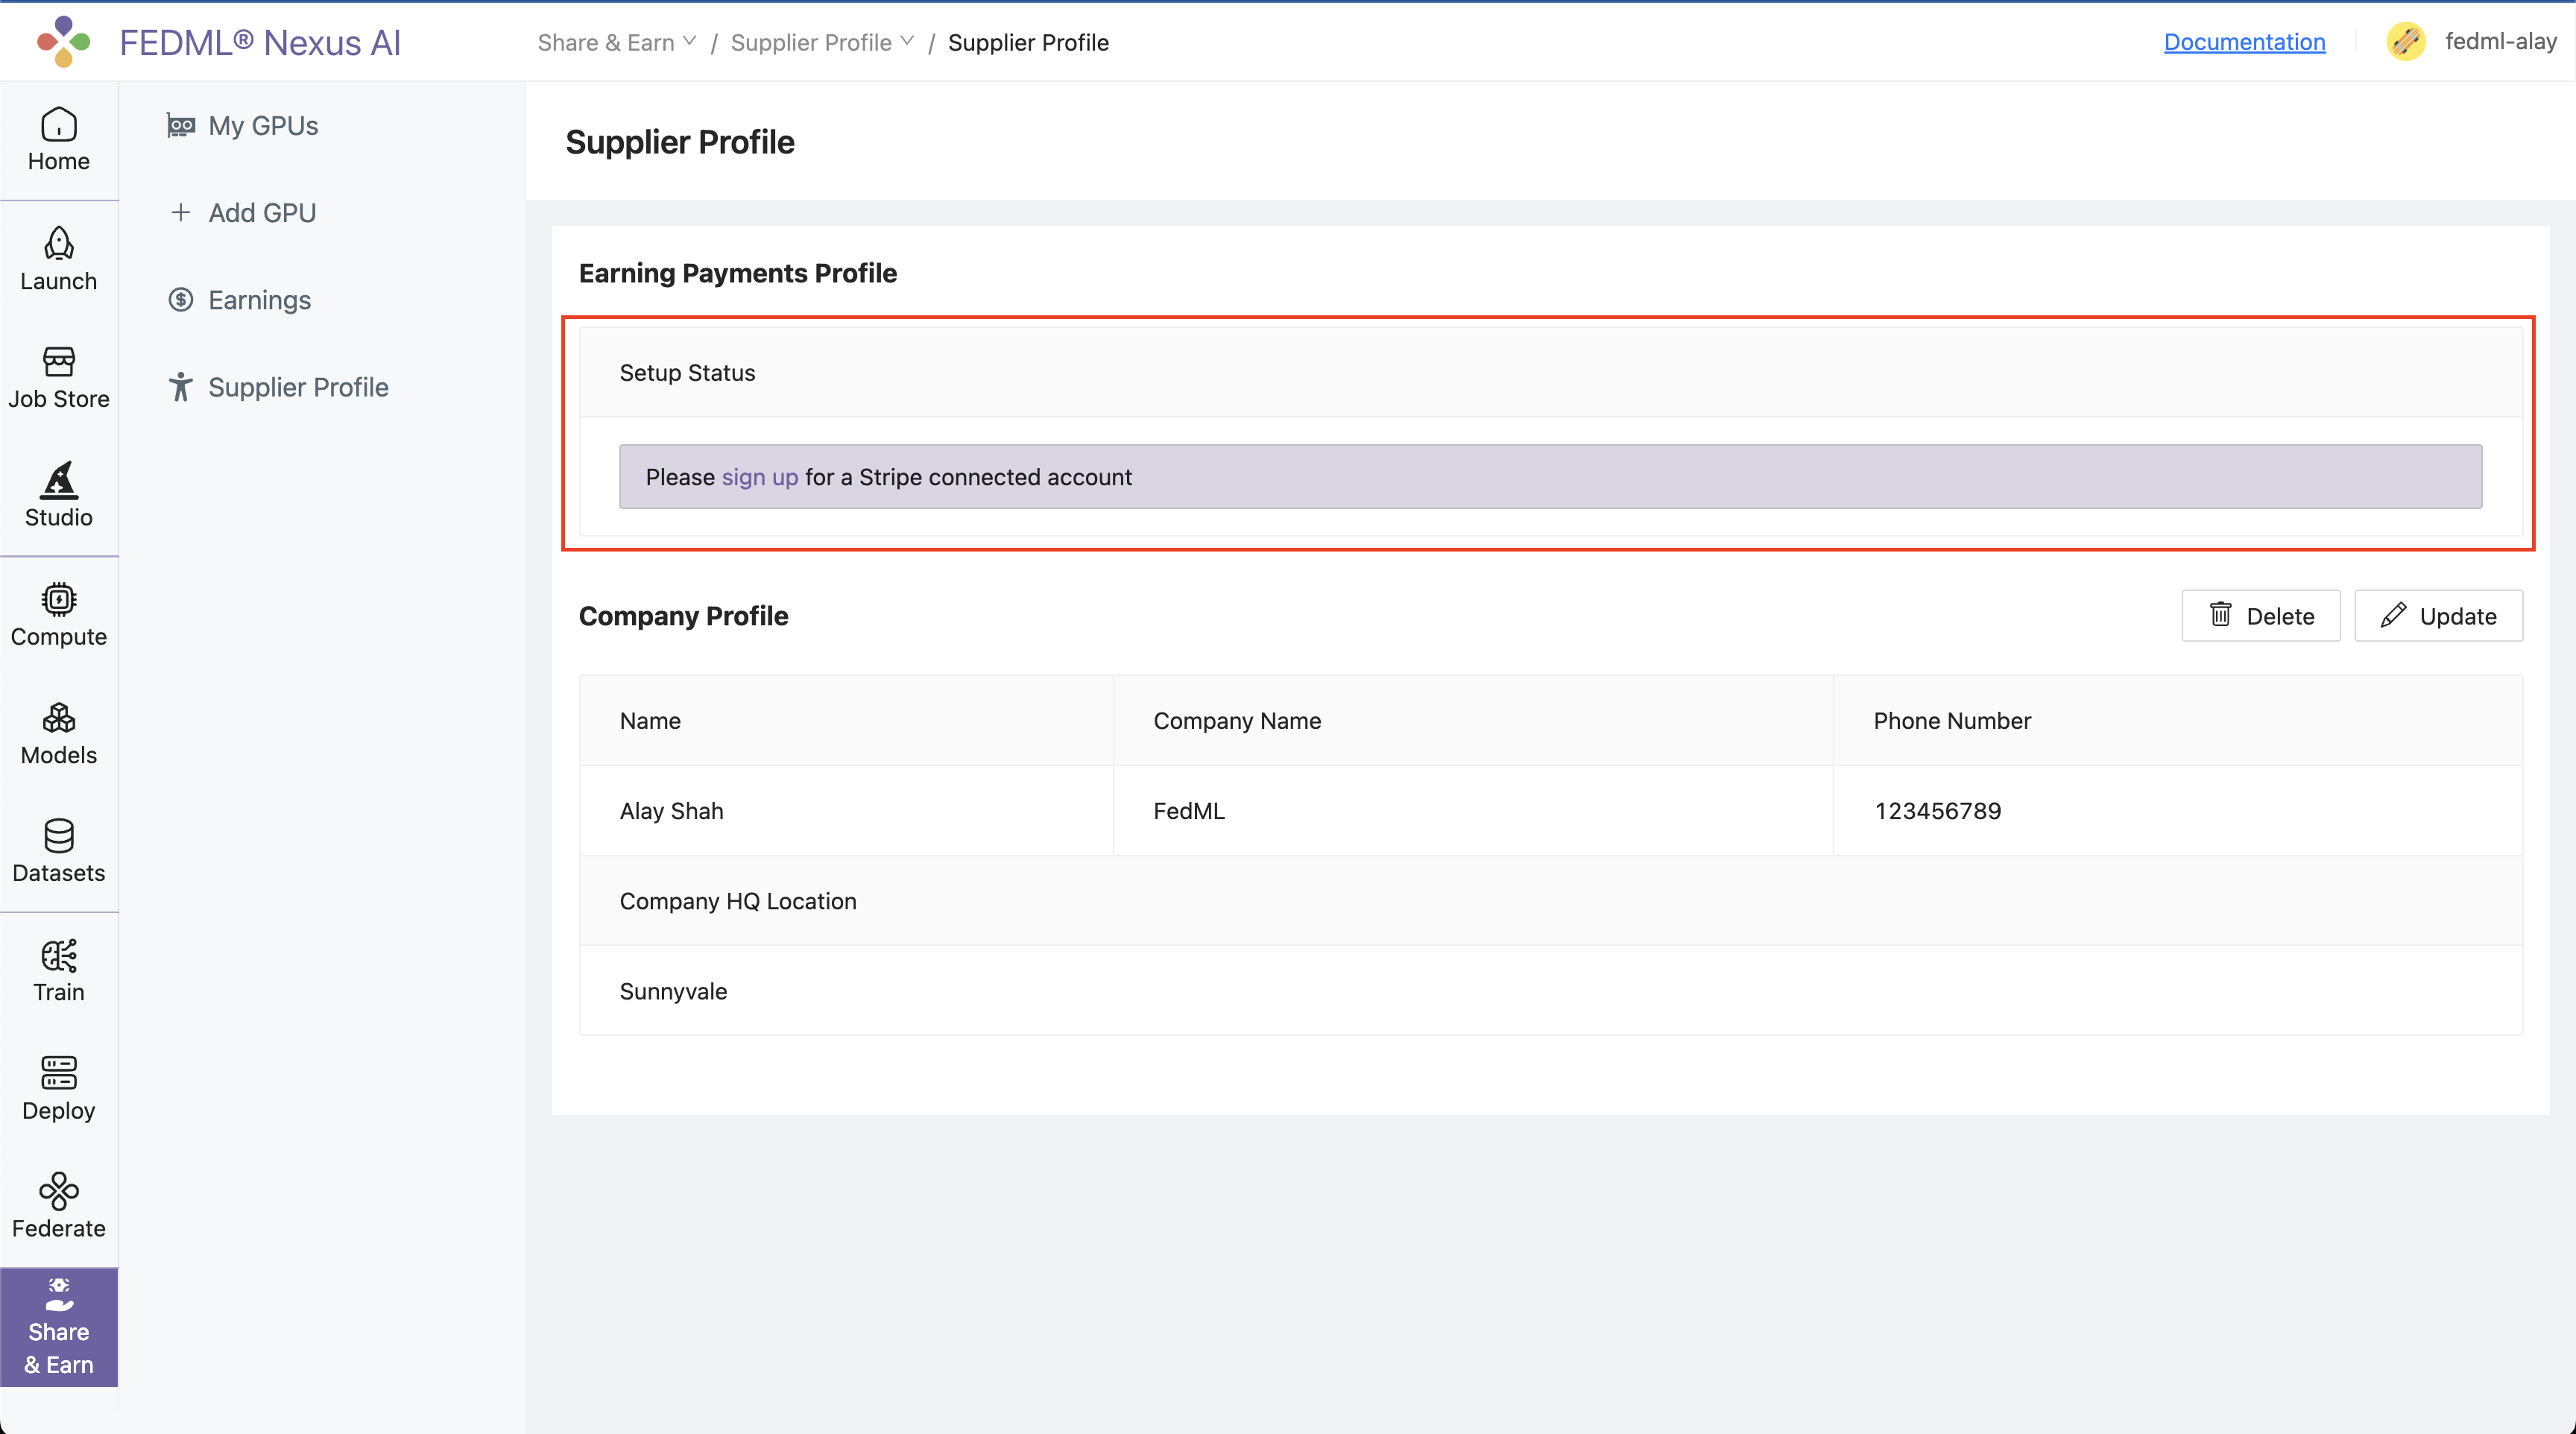 FEDML® Nexus AI
Share & Earn / Supplier Profile / Supplier Profile
Documentation
fedml-alay
Home
Launch
Job Store
Studio
Compute
Models
Datasets
Train
Deploy
Federate
Share
& Earn
My GPUs
Add GPU
Earnings
Supplier Profile
Supplier Profile
Earning Payments Profile
Setup Status
Please sign up for a Stripe connected account
Company Profile
Delete
Update
Name Company Name Phone Number
Alay Shah FedML 123456789
Company HQ Location
Sunnyvale